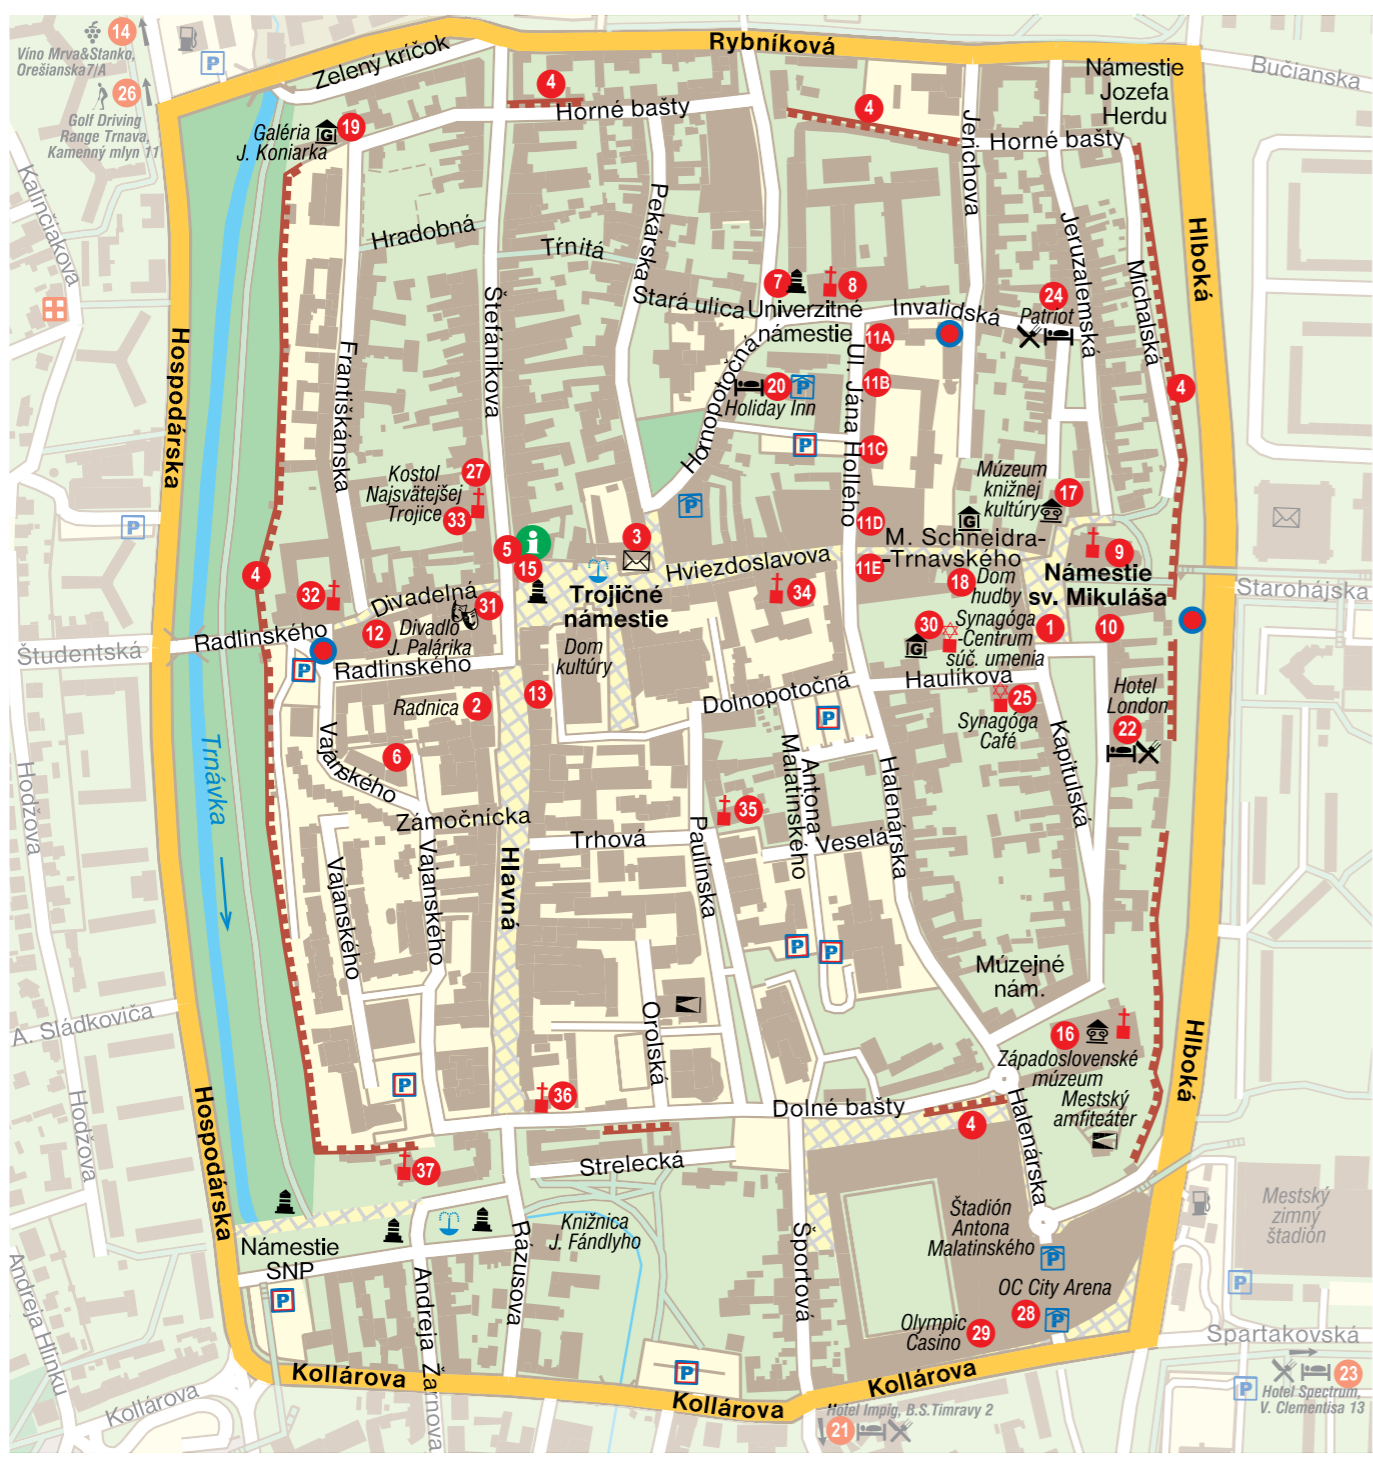 14
Víno Mrva&Stanko,
Orešianska7/A
26
Golf Driving
Range Trnava,
Kamenný mlyn 11
P
Zelený kríčok
Rybníková
Námestie
Jozefa
Herdu
Bučianska
4
Horné bašty
4
Horné bašty
Galéria
J. Koniarka
G
19
Jerichova
Kalinčiakova
Hradobná
Tŕnitá
Pekárska
Stará ulica
7
8
Univerzitné
námestie
Invalidská
24
Patriot
Jeruzalemská
Michalská
Hlboká
Hospodárska
Františkánska
Štefánikova
Hornopotočná
20
P
Holiday Inn
Ul. Jána Hollého
11A
11B
11C
11D
11E
4
P
P
P
27
Kostol
Najsvätejšej
Trojice
33
Múzeum
knižnej
kultúry
17
G
M. Schneidra-
-Trnavského
9
Námestie
sv. Mikuláša
Starohájska
3
5
i
15
Hviezdoslavova
Trojičné
námestie
34
18
Dom
hudby
30
G
Synagóga
-Centrum
súč. umenia
1
10
4
32
Divadelná
31
12
Divadlo
J. Palárika
Radlinského
Radlinského
Študentská
P
Dom
kultúry
13
Radnica
2
Dolnopotočná
Haulíkova
25
Synagóga
Café
Hotel
London
22
P
Vajanského
6
Trnávka
Hodžova
Zámočnícka
Trhová
35
Malatinského
Antona
Halenárska
Kapitulská
Veselá
Paulínska
Vajanského
Vajanského
Hlavná
P
P
Múzejné
nám.
Orolská
A. Sládkoviča
16
Západoslovenské
múzeum
Mestský
amfiteáter
Hlboká
P
36
Dolné bašty
4
Halenárska
Hospodárska
Hodžova
37
Strelecká
Námestie
SNP
Knižnica
J. Fándlyho
Štadión
Antona
Malatinského
P
OC City Arena
28
P
Olympic
Casino
29
Mestský
zimný
štadión
P
Spartakovská
P
Andreja Hlinku
Andreja Žarnova
Rázusova
Športová
P
Kollárova
Kollárova
Kollárova
Kollárova
P
Hotel Impig, B.S.Timravy 2
21
23
Hotel Spectrum,
V. Clementisa 13